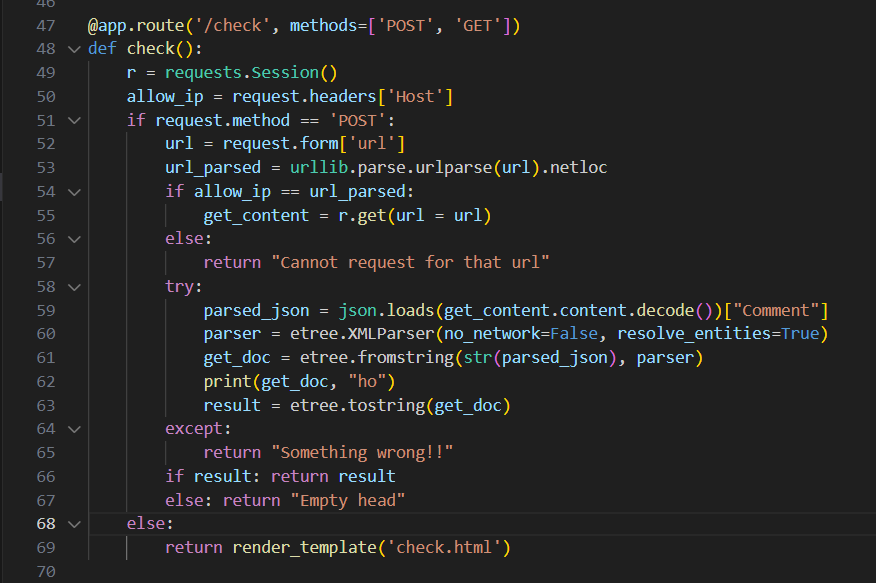 46
47 @app.route('/check', methods=['POST', 'GET'])
48 def check():
49     r = requests.Session()
50     allow_ip = request.headers['Host']
51     if request.method == 'POST':
52         url = request.form['url']
53         url_parsed = urllib.parse.urlparse(url).netloc
54         if allow_ip == url_parsed:
55             get_content = r.get(url = url)
56         else:
57             return "Cannot request for that url"
58         try:
59             parsed_json = json.loads(get_content.content.decode())["Comment"]
60             parser = etree.XMLParser(no_network=False, resolve_entities=True)
61             get_doc = etree.fromstring(str(parsed_json), parser)
62             print(get_doc, "ho")
63             result = etree.tostring(get_doc)
64         except:
65             return "Something wrong!!"
66         if result: return result
67         else: return "Empty head"
68     else:
69         return render_template('check.html')
70